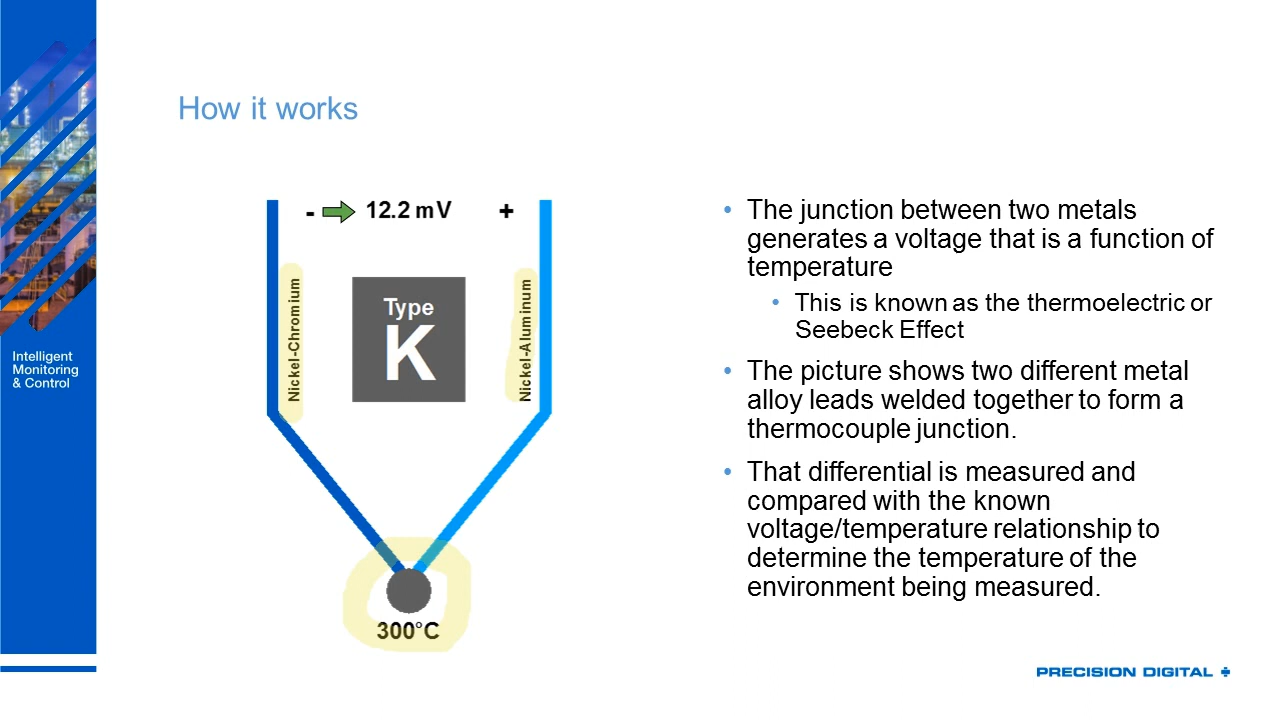 How it works
- 12.2 mV +
Nickel-Chromium
Type
K
Nickel-Aluminum
300°C
• The junction between two metals
generates a voltage that is a function of
temperature
• This is known as the thermoelectric or
Seebeck Effect
• The picture shows two different metal
alloy leads welded together to form a
thermocouple junction.
• That differential is measured and
compared with the known
voltage/temperature relationship to
determine the temperature of the
environment being measured.
Intelligent
Monitoring
& Control
PRECISION DIGITAL